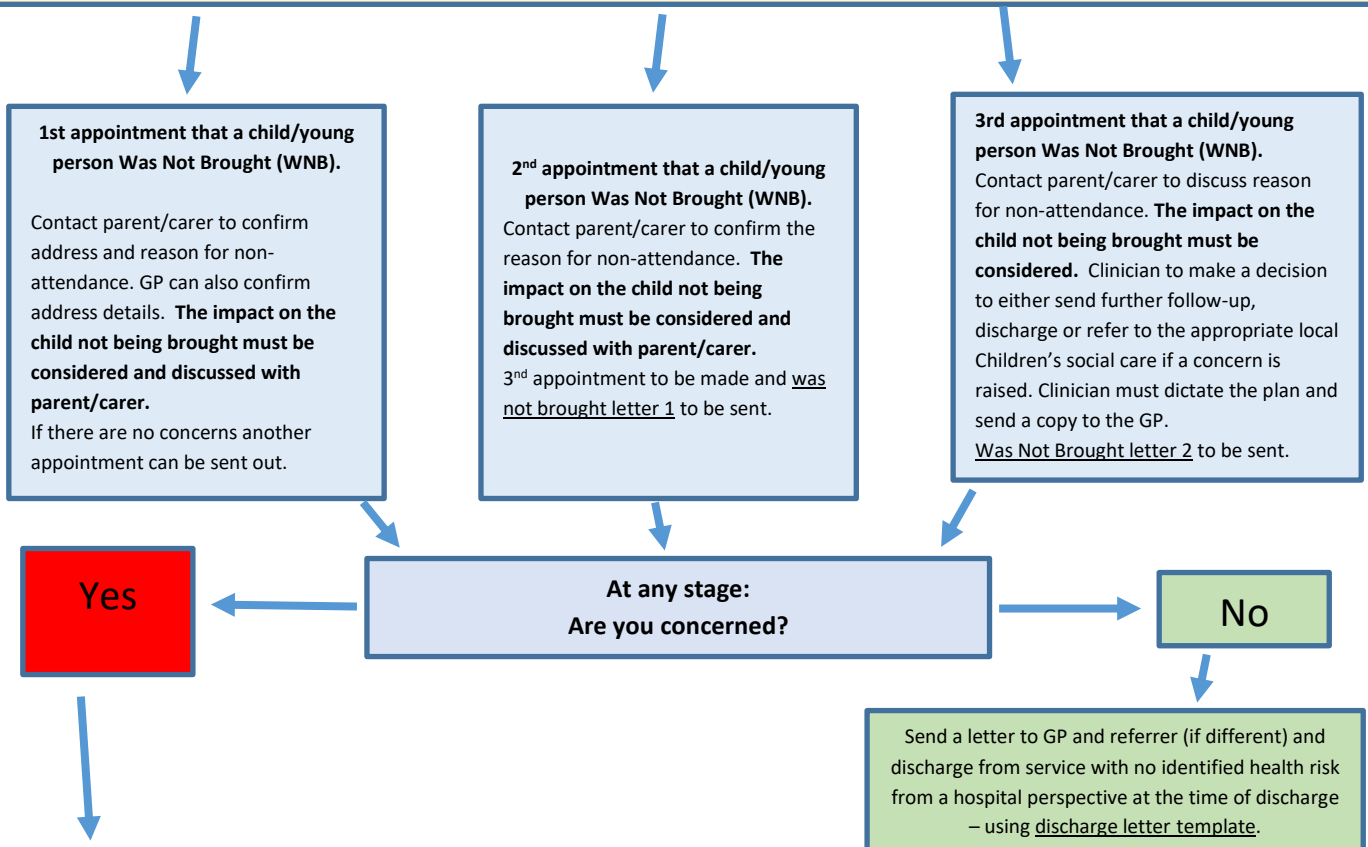 1st appointment that a child/young
person Was Not Brought (WNB).
Contact parent/carer to confirm
address and reason for non-
attendance. GP can also confirm
address details.  The impact on the
child not being brought must be
considered and discussed with
parent/carer.
If there are no concerns another
appointment can be sent out.
2nd appointment that a child/young
person Was Not Brought (WNB).
Contact parent/carer to confirm the
reason for non-attendance.  The
impact on the child not being
brought must be considered and
discussed with parent/carer.
3nd appointment to be made and was
not brought letter 1 to be sent.
3rd appointment that a child/young
person Was Not Brought (WNB).
Contact parent/carer to discuss reason
for non-attendance. The impact on the
child not being brought must be
considered.  Clinician to make a decision
to either send further follow-up,
discharge or refer to the appropriate local
Children’s social care if a concern is
raised. Clinician must dictate the plan and
send a copy to the GP.
Was Not Brought letter 2 to be sent.
Yes
At any stage:
Are you concerned?
No
Send a letter to GP and referrer (if different) and
discharge from service with no identified health risk
from a hospital perspective at the time of discharge
– using discharge letter template.